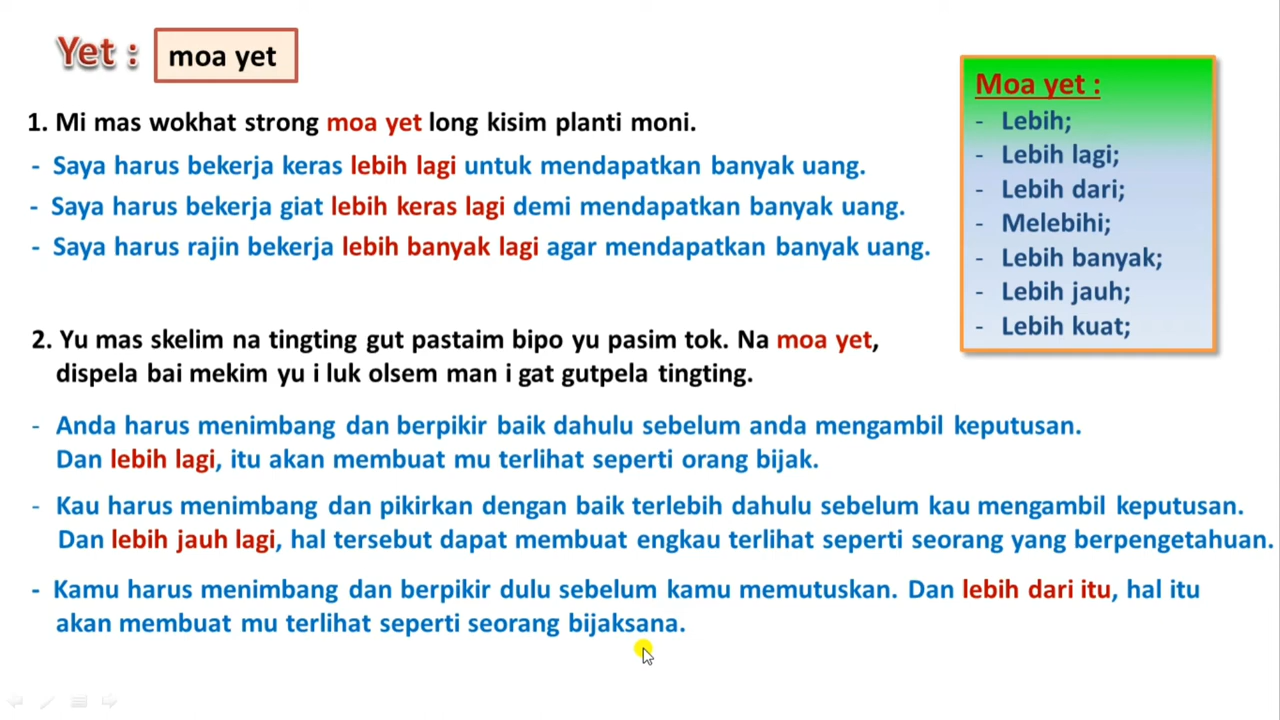 Yet :
moa yet
1. Mi mas wokhat strong moa yet long kisim planti moni.
- Saya harus bekerja keras lebih lagi untuk mendapatkan banyak uang.
- Saya harus bekerja giat lebih keras lagi demi mendapatkan banyak uang.
- Saya harus rajin bekerja lebih banyak lagi agar mendapatkan banyak uang.
Moa yet :
- Lebih;
- Lebih lagi;
- Lebih dari;
- Melebihi;
- Lebih banyak;
- Lebih jauh;
- Lebih kuat;
2. Yu mas skelim na tingting gut pastaim bipo yu pasim tok. Na moa yet,
dispela bai mekim yu i luk olsem man i gat gutpela tingting.
- Anda harus menimbang dan berpikir baik dahulu sebelum anda mengambil keputusan.
Dan lebih lagi, itu akan membuat mu terlihat seperti orang bijak.
- Kau harus menimbang dan pikirkan dengan baik terlebih dahulu sebelum kau mengambil keputusan.
Dan lebih jauh lagi, hal tersebut dapat membuat engkau terlihat seperti seorang yang berpengetahuan.
- Kamu harus menimbang dan berpikir dulu sebelum kamu memutuskan. Dan lebih dari itu, hal itu
akan membuat mu terlihat seperti seorang bijaksana.